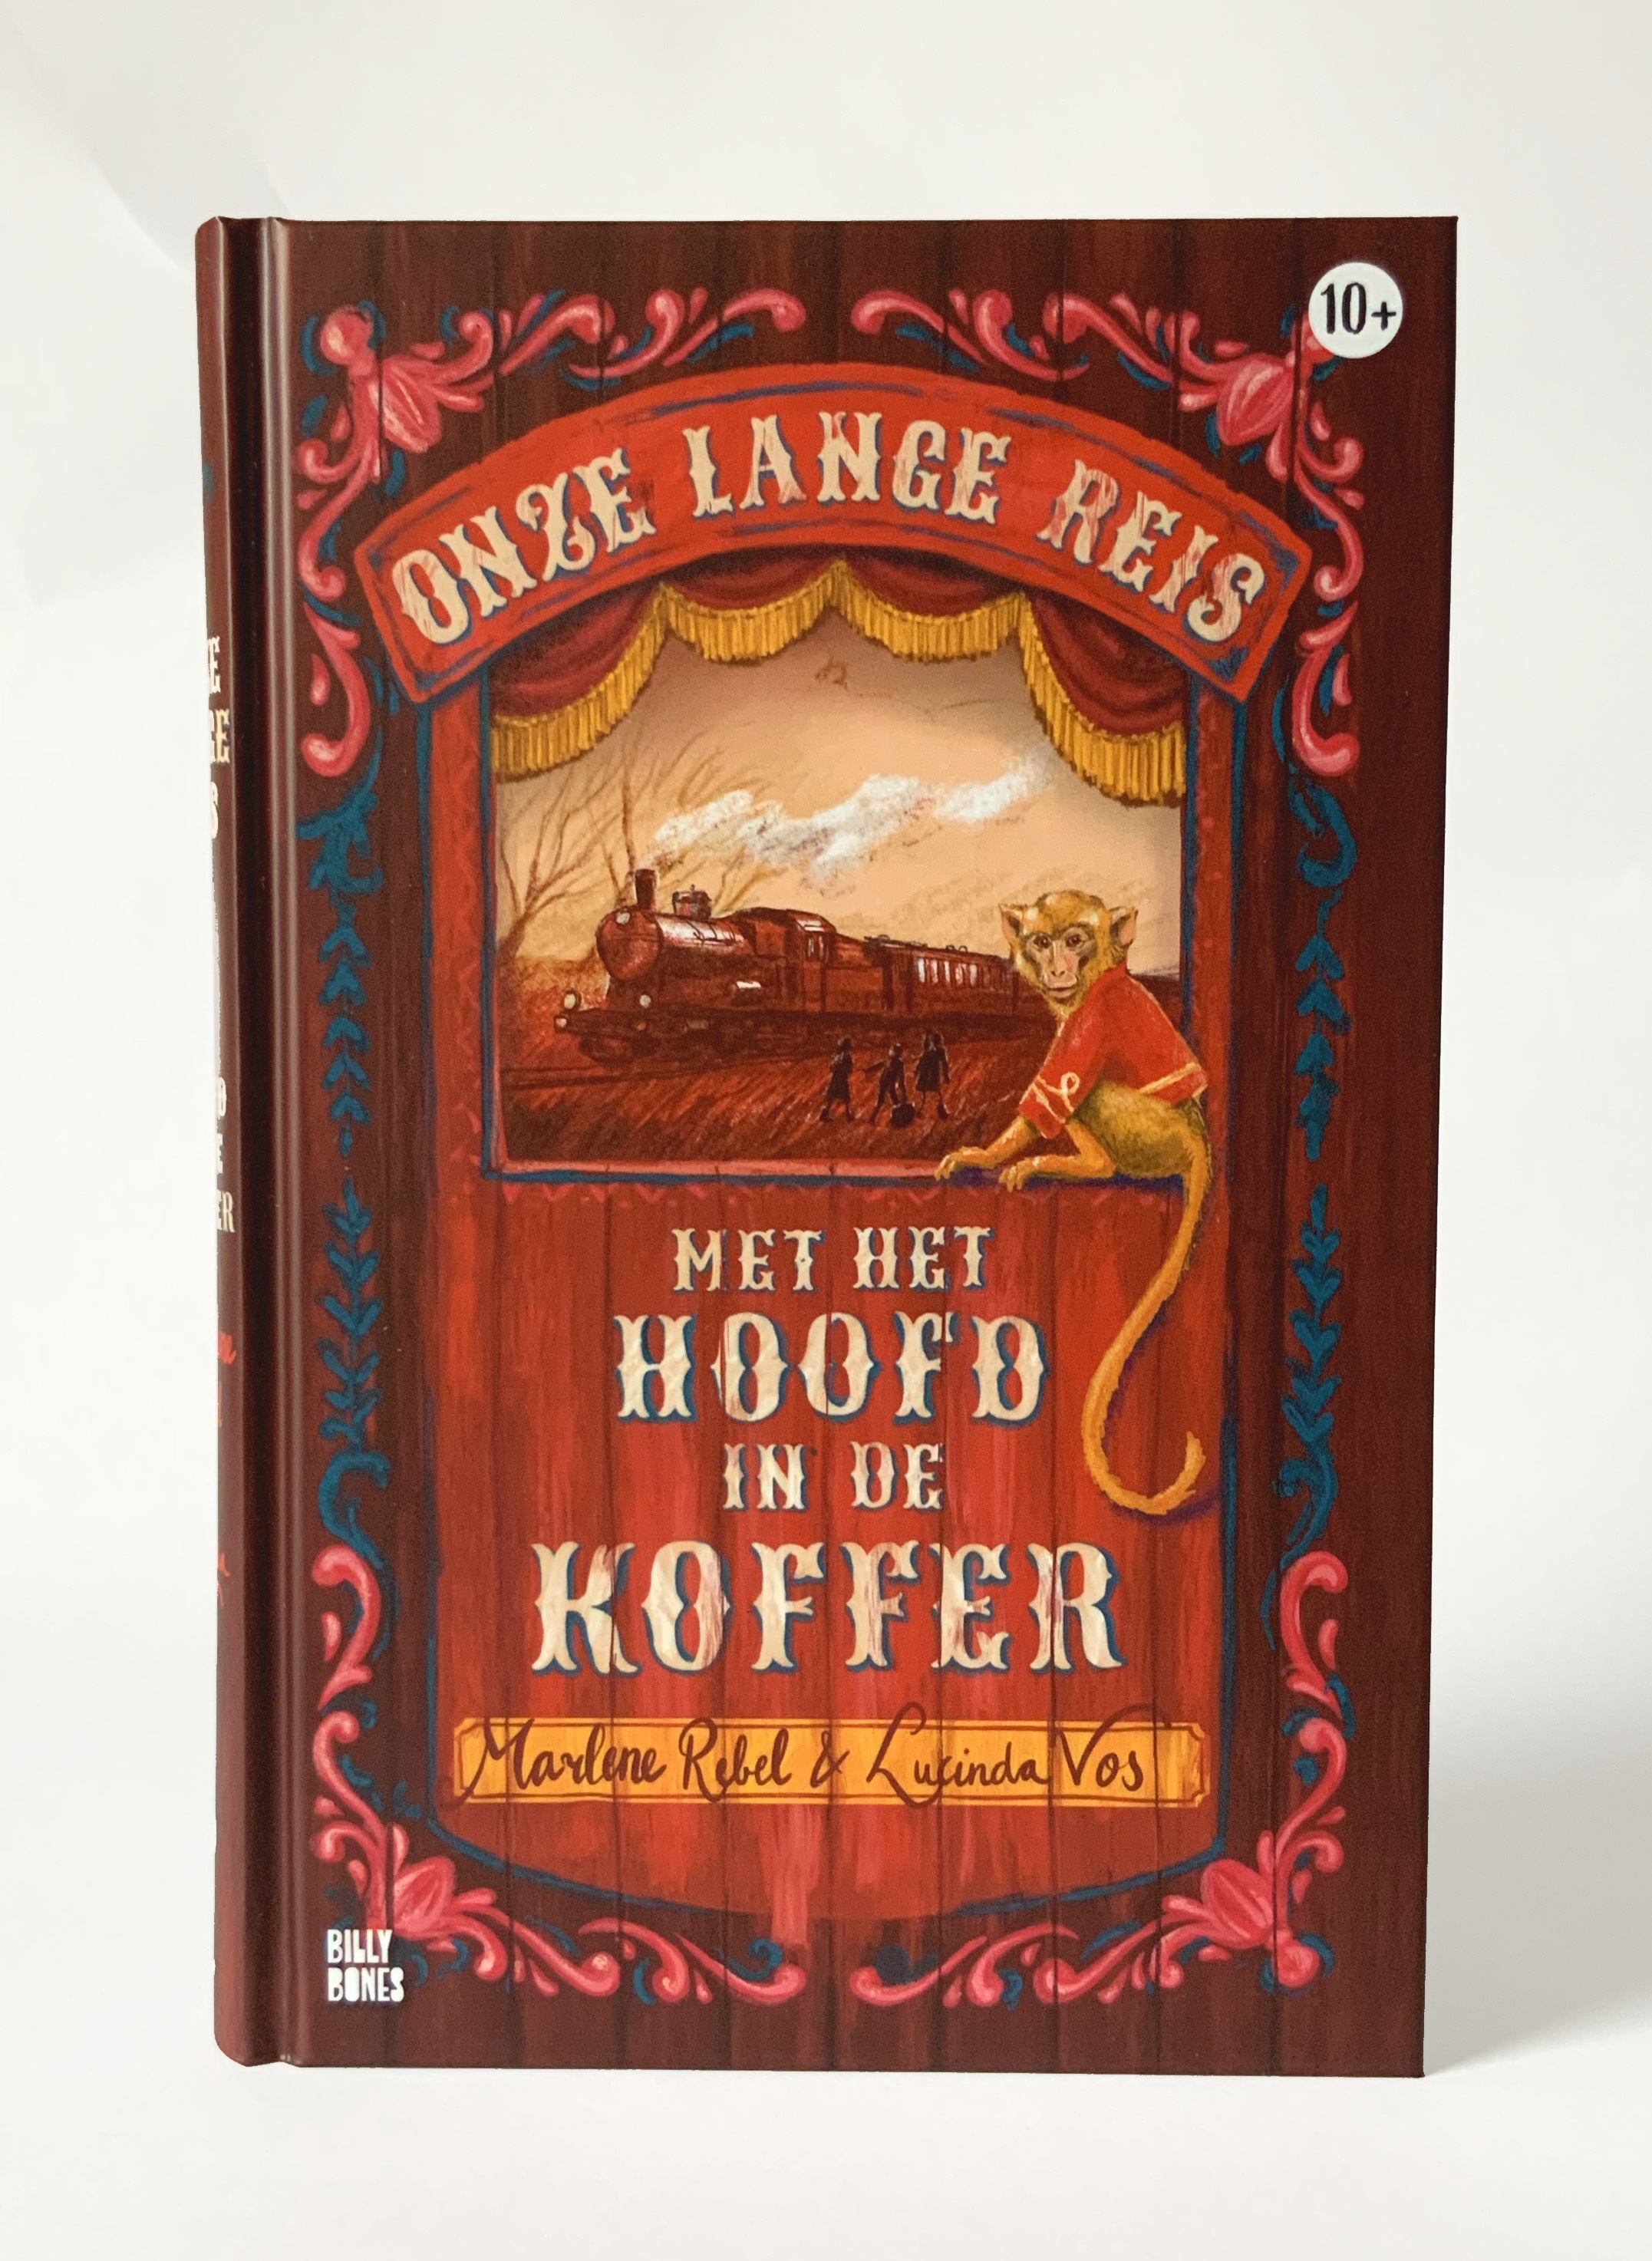 10+
ONZE LANGE REIS
MET HET
HOOFD
IN DE
KOFFER
Marlene Rebel & Lucinda Vos
BILLY
BONES